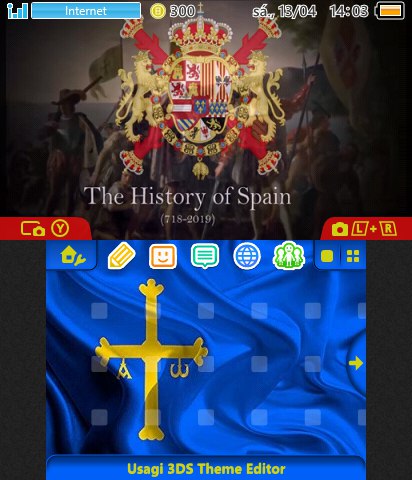 Internet
300
sá., 13/04
14:03
The History of Spain
(718-2019)
Y
L+R
Α ω
Usagi 3DS Theme Editor